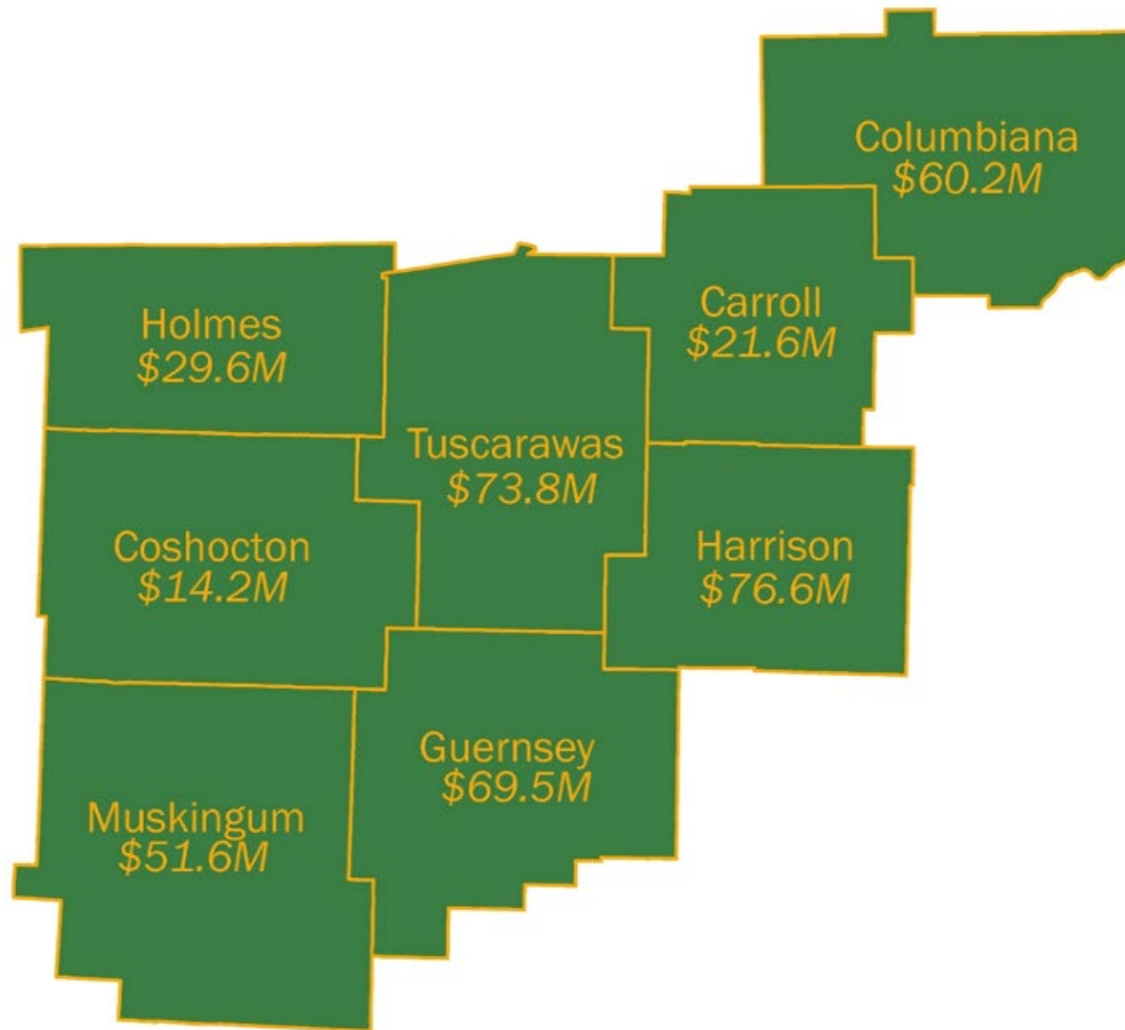 Columbiana
$60.2M
Carroll
$21.6M
Holmes
$29.6M
Tuscarawas
$73.8M
Harrison
$76.6M
Coshocton
$14.2M
Guernsey
$69.5M
Muskingum
$51.6M